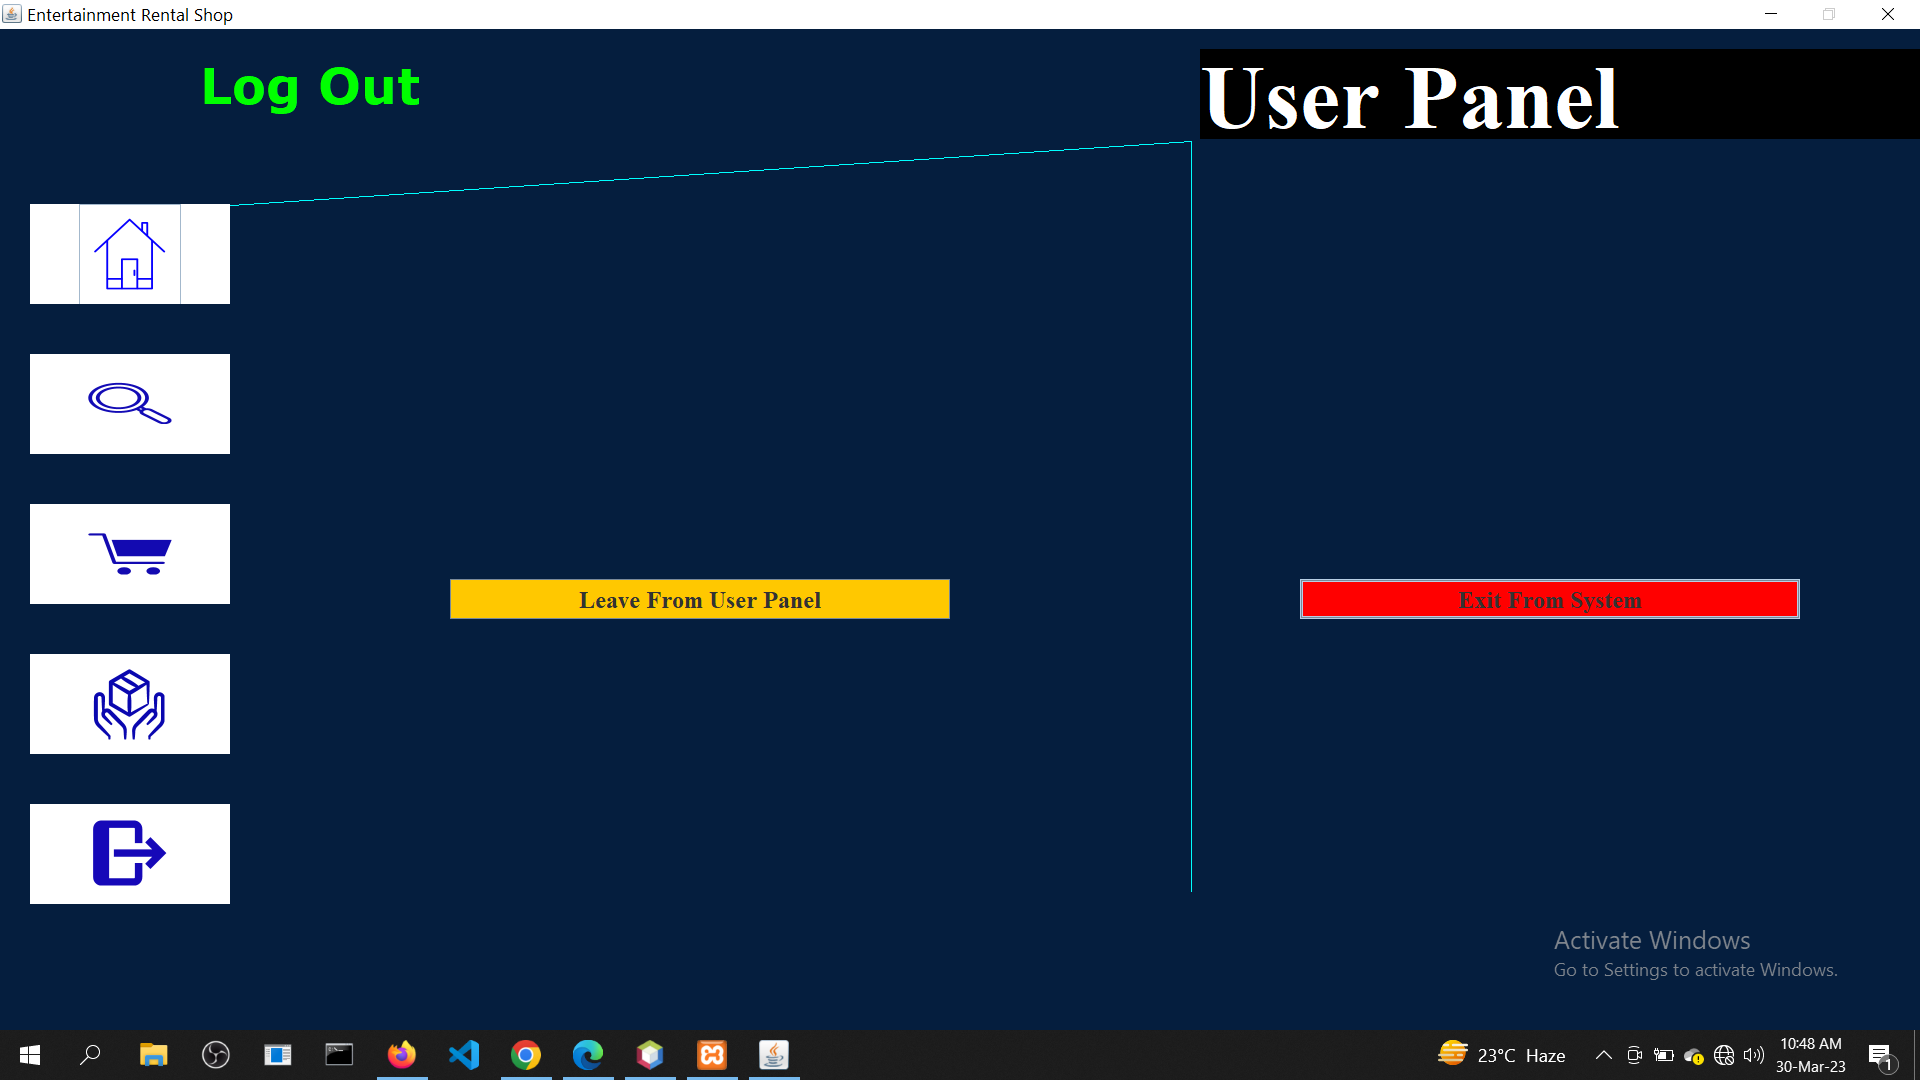 Entertainment Rental Shop
Log Out
User Panel
Leave From User Panel
Exit From System
Activate Windows
Go to Settings to activate Windows.
23°C Haze
10:48 AM
30-Mar-23
1